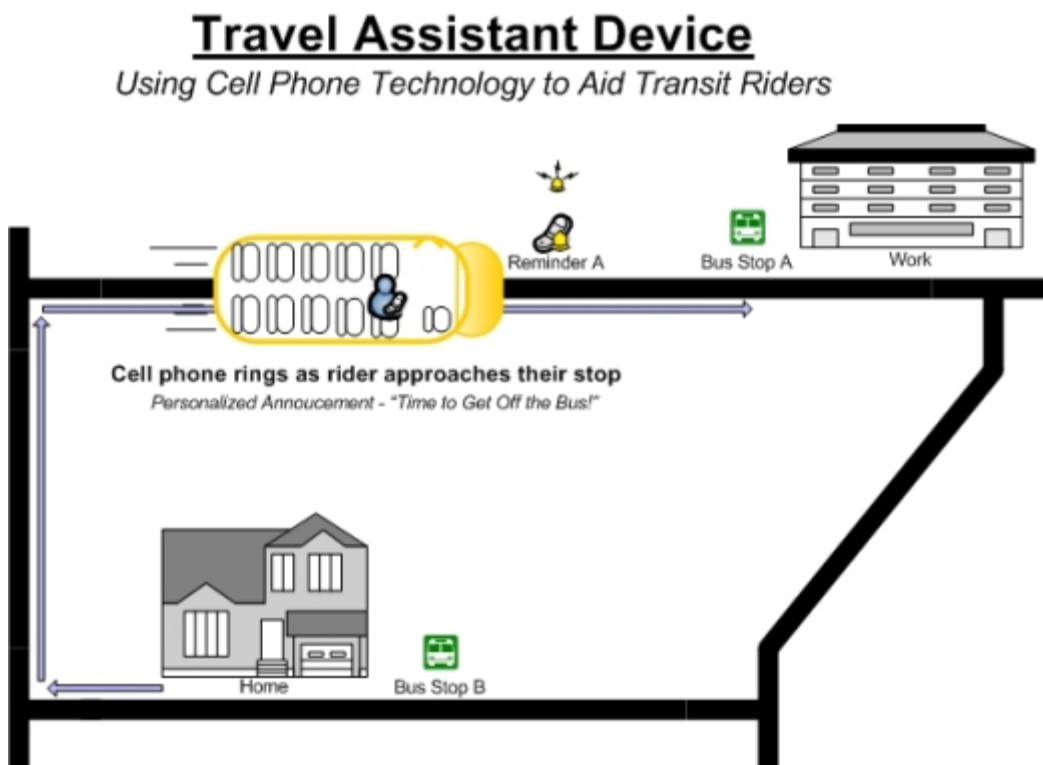 Travel Assistant Device
Using Cell Phone Technology to Aid Transit Riders
Reminder A
Bus Stop A
Work
Cell phone rings as rider approaches their stop
Personalized Annoucement - “Time to Get Off the Bus!”
Home
Bus Stop B